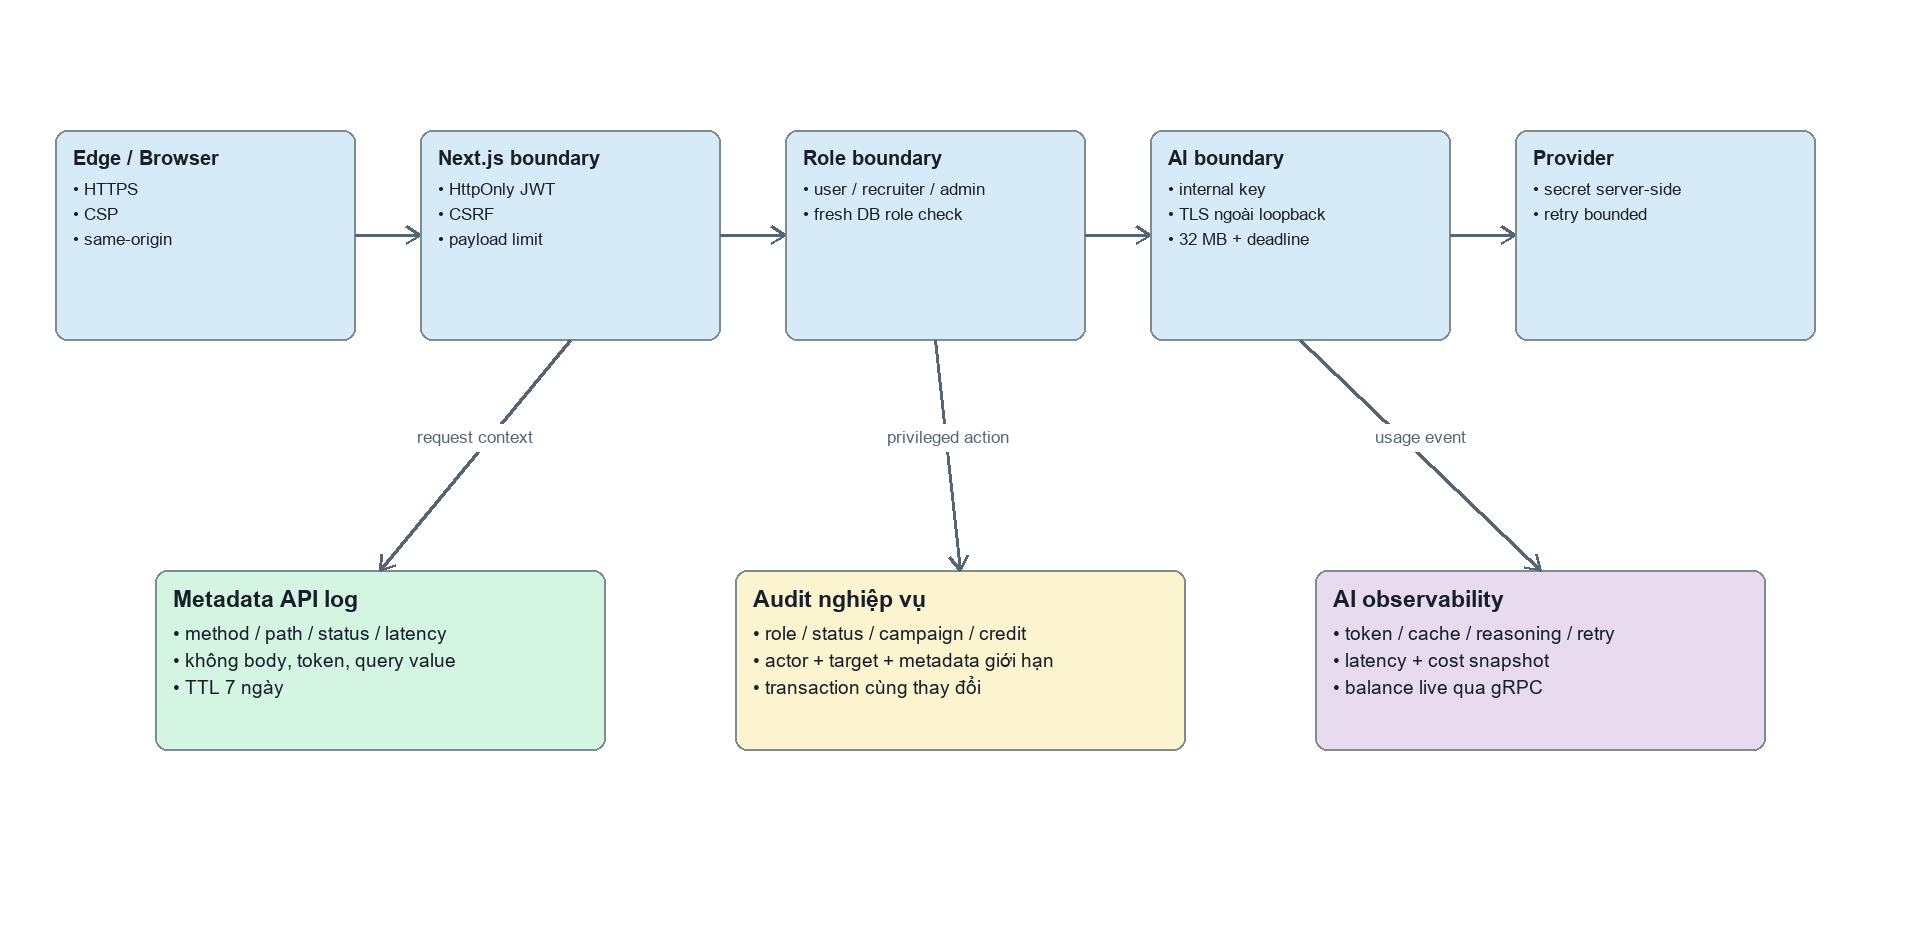 Edge / Browser
• HTTPS
• CSP
• same-origin
Next.js boundary
• HttpOnly JWT
• CSRF
• payload limit
Role boundary
• user / recruiter / admin
• fresh DB role check
AI boundary
• internal key
• TLS ngoài loopback
• 32 MB + deadline
Provider
• secret server-side
• retry bounded
request context
privileged action
usage event
Metadata API log
• method / path / status / latency
• không body, token, query value
• TTL 7 ngày
Audit nghiệp vụ
• role / status / campaign / credit
• actor + target + metadata giới hạn
• transaction cùng thay đổi
AI observability
• token / cache / reasoning / retry
• latency + cost snapshot
• balance live qua gRPC